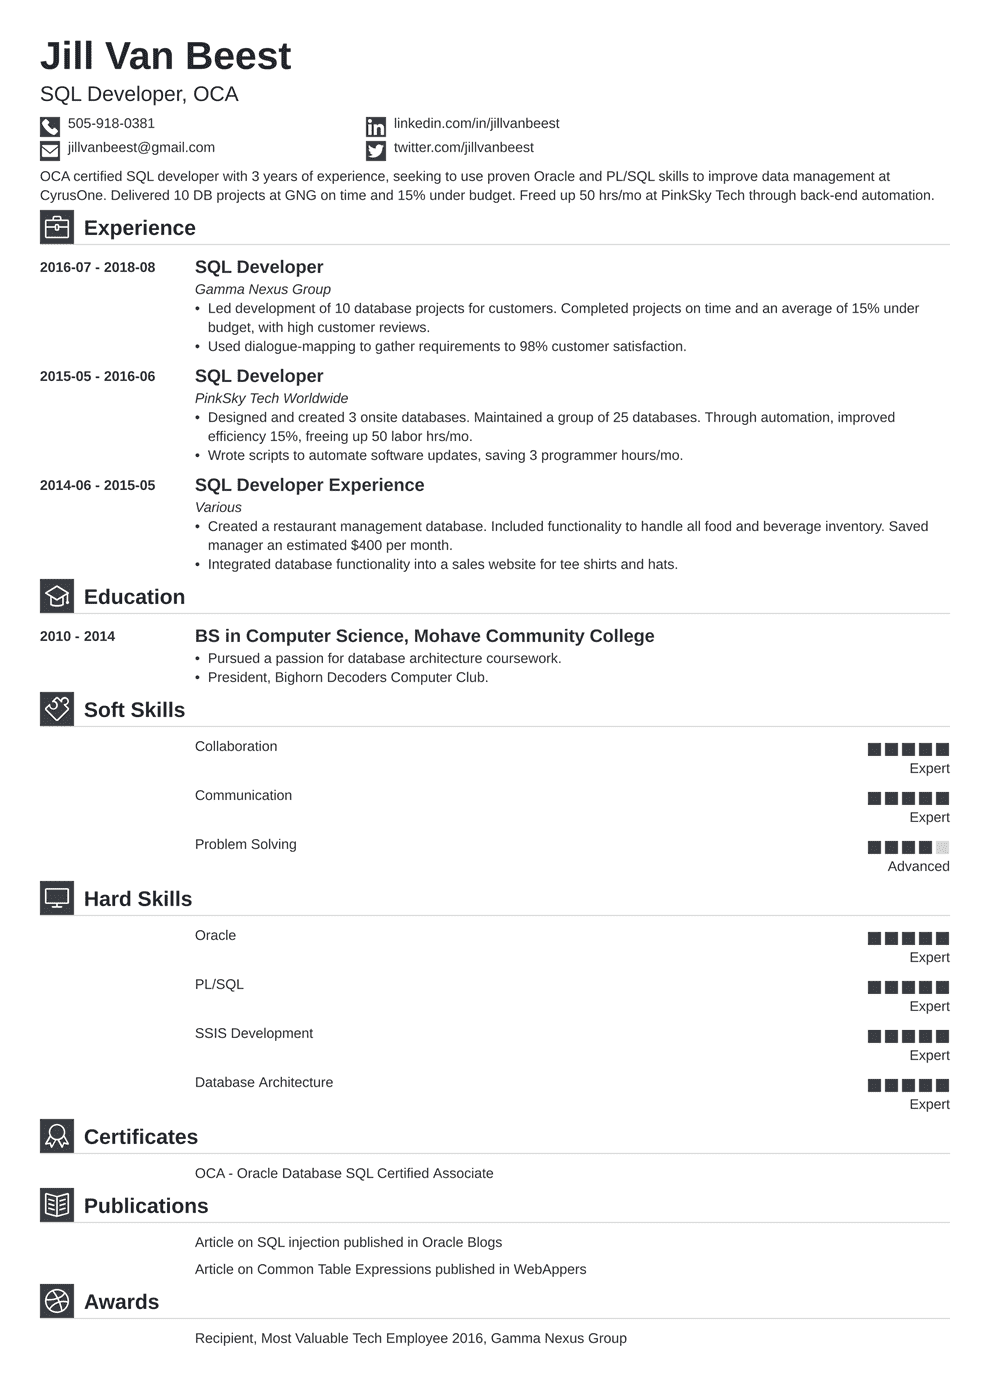 Jill Van Beest
SQL Developer, OCA
505-918-0381
linkedin.com/in/jillvanbeest
jillvanbeest@gmail.com
twitter.com/jillvanbeest
OCA certified SQL developer with 3 years of experience, seeking to use proven Oracle and PL/SQL skills to improve data management at
CyrusOne. Delivered 10 DB projects at GNG on time and 15% under budget. Freed up 50 hrs/mo at PinkSky Tech through back-end automation.
Experience
2016-07 - 2018-08
SQL Developer
Gamma Nexus Group
• Led development of 10 database projects for customers. Completed projects on time and an average of 15% under
budget, with high customer reviews.
• Used dialogue-mapping to gather requirements to 98% customer satisfaction.
2015-05 - 2016-06
SQL Developer
PinkSky Tech Worldwide
• Designed and created 3 onsite databases. Maintained a group of 25 databases. Through automation, improved
efficiency 15%, freeing up 50 labor hrs/mo.
• Wrote scripts to automate software updates, saving 3 programmer hours/mo.
2014-06 - 2015-05
SQL Developer Experience
Various
• Created a restaurant management database. Included functionality to handle all food and beverage inventory. Saved
manager an estimated $400 per month.
• Integrated database functionality into a sales website for tee shirts and hats.
Education
2010 - 2014
BS in Computer Science, Mohave Community College
• Pursued a passion for database architecture coursework.
• President, Bighorn Decoders Computer Club.
Soft Skills
Collaboration
Expert
Communication
Expert
Problem Solving
Advanced
Hard Skills
Oracle
Expert
PL/SQL
Expert
SSIS Development
Expert
Database Architecture
Expert
Certificates
OCA - Oracle Database SQL Certified Associate
Publications
Article on SQL injection published in Oracle Blogs
Article on Common Table Expressions published in WebAppers
Awards
Recipient, Most Valuable Tech Employee 2016, Gamma Nexus Group